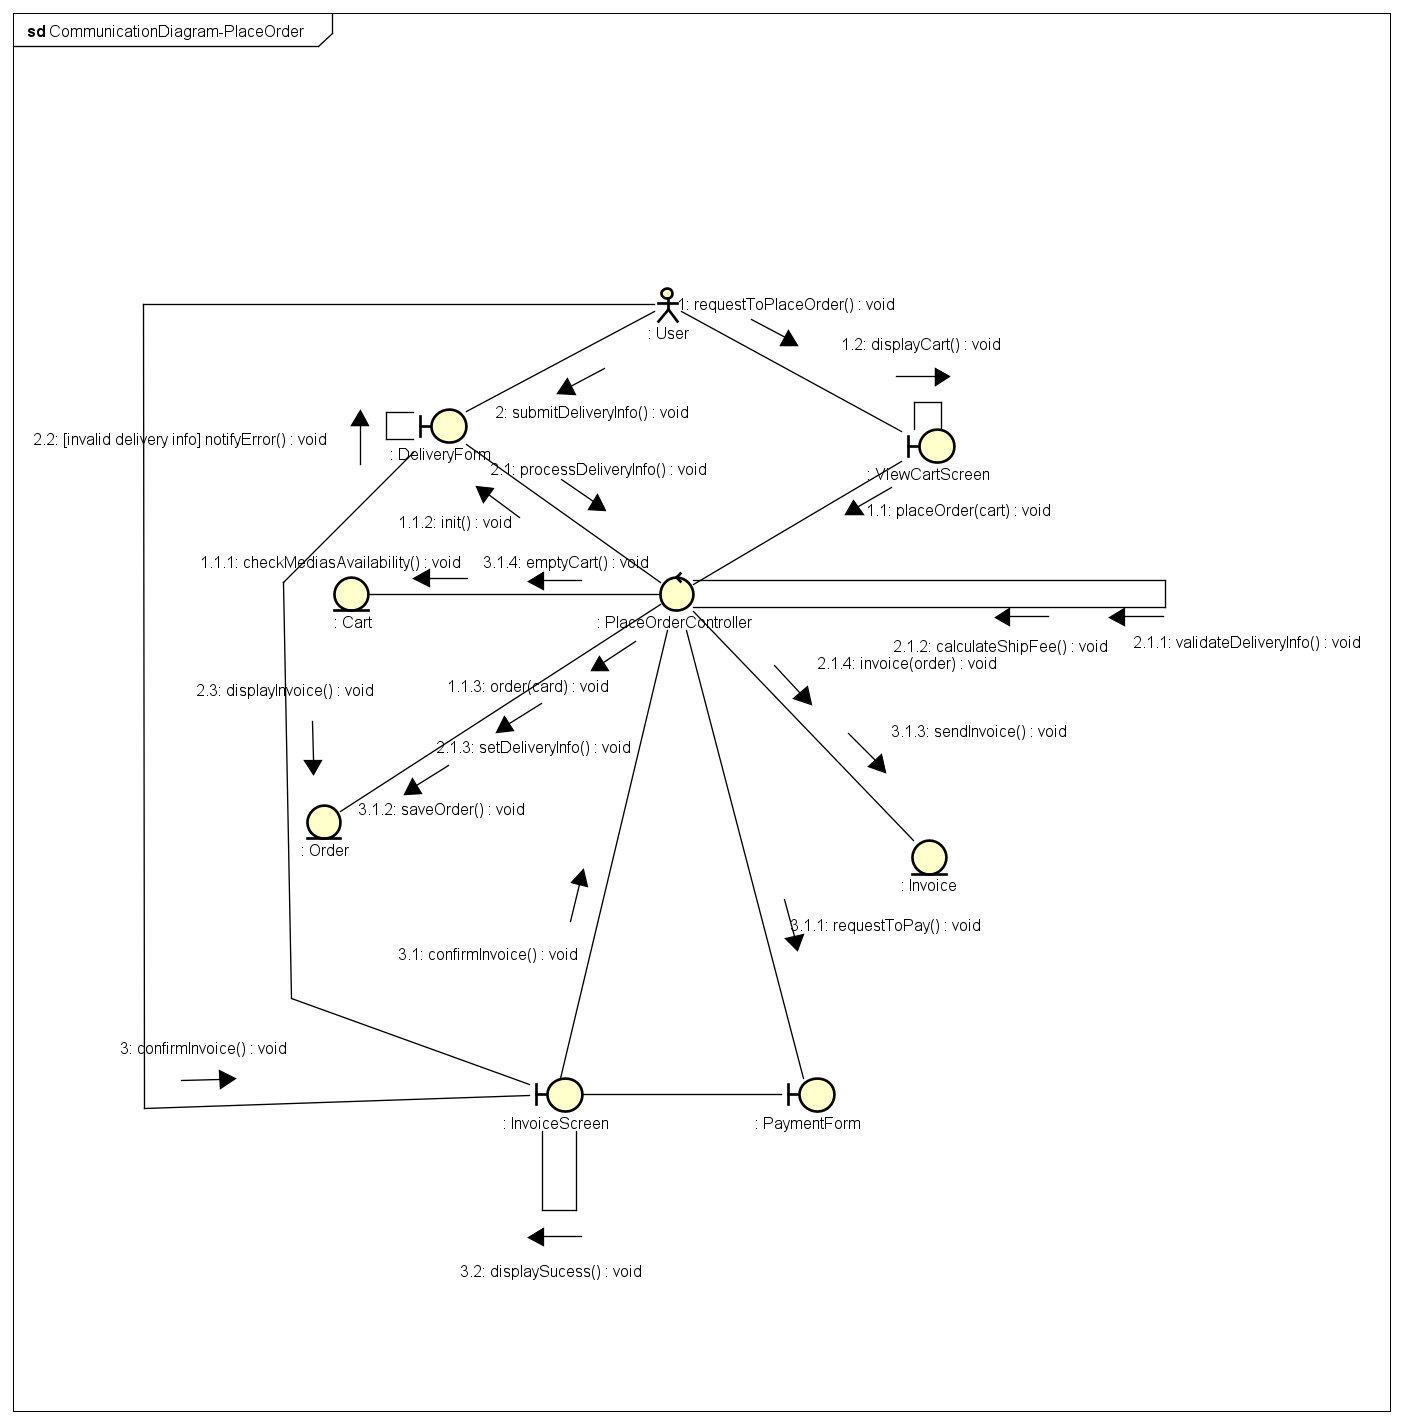 sd CommunicationDiagram-PlaceOrder
1: requestToPlaceOrder() : void
: User
1.2: displayCart() : void
2: submitDeliveryInfo() : void
2.2: [invalid delivery info] notifyError() : void
: DeliveryForm
2.1: processDeliveryInfo() : void
: ViewCartScreen
1.1: placeOrder(cart) : void
1.1.2: init() : void
1.1.1: checkMediasAvailability() : void
3.1.4: emptyCart() : void
: Cart
: PlaceOrderController
2.1.2: calculateShipFee() : void
2.1.1: validateDeliveryInfo() : void
2.1.4: invoice(order) : void
1.1.3: order(card) : void
2.3: displayInvoice() : void
3.1.3: sendInvoice() : void
2.1.3: setDeliveryInfo() : void
3.1.2: saveOrder() : void
: Order
: Invoice
3.1.1: requestToPay() : void
3.1: confirmInvoice() : void
3: confirmInvoice() : void
: InvoiceScreen
: PaymentForm
3.2: displaySucess() : void